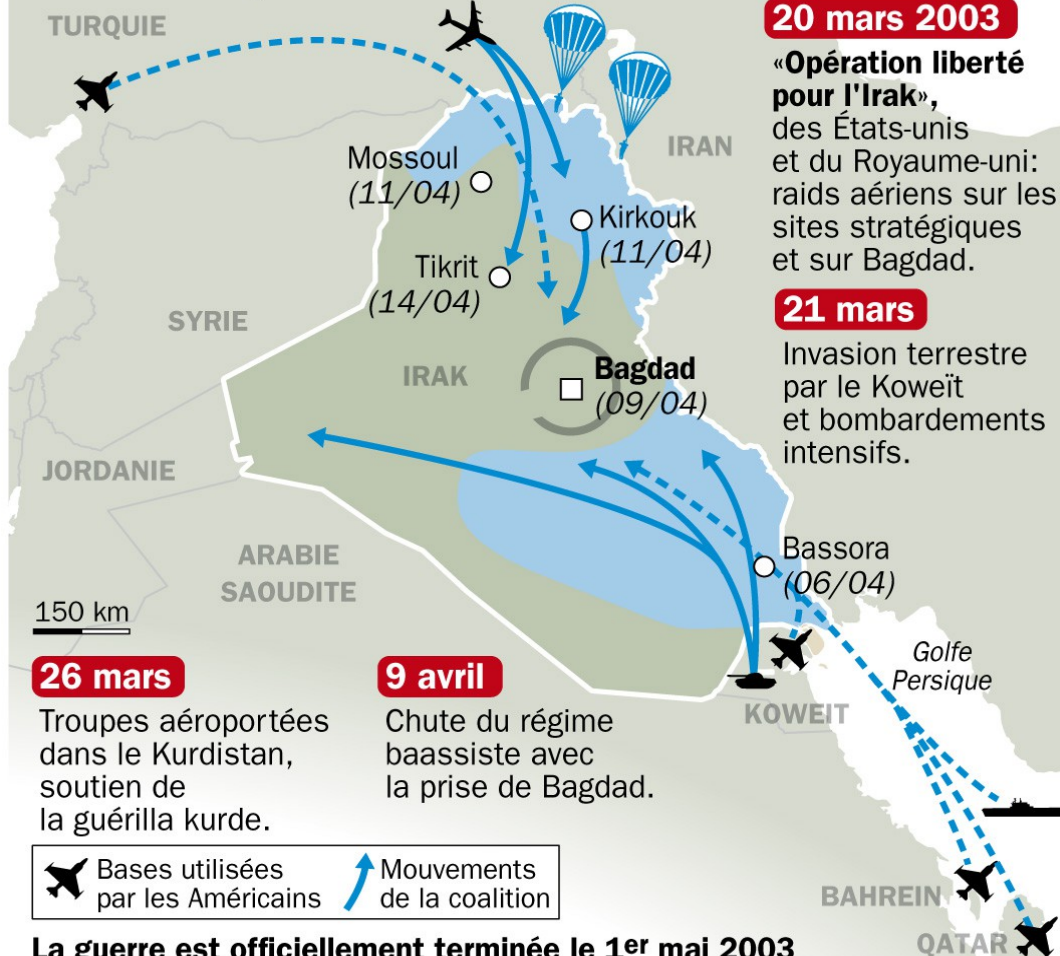 TURQUIE
20 mars 2003
«Opération liberté
pour l'Irak»,
des États-unis
et du Royaume-uni:
raids aériens sur les
sites stratégiques
et sur Bagdad.
IRAN
Mossoul
(11/04)
Kirkouk
(11/04)
Tikrit
(14/04)
21 mars
Invasion terrestre
par le Koweït
et bombardements
intensifs.
SYRIE
IRAK
Bagdad
(09/04)
JORDANIE
ARABIE
SAOUDITE
Bassora
(06/04)
150 km
Golfe
Persique
26 mars
Troupes aéroportées
dans le Kurdistan,
soutien de
la guérilla kurde.
9 avril
Chute du régime
baassiste avec
la prise de Bagdad.
KOWEIT
Bases utilisées
par les Américains
Mouvements
de la coalition
BAHREIN
QATAR
La guerre est officiellement terminée le 1er mai 2003